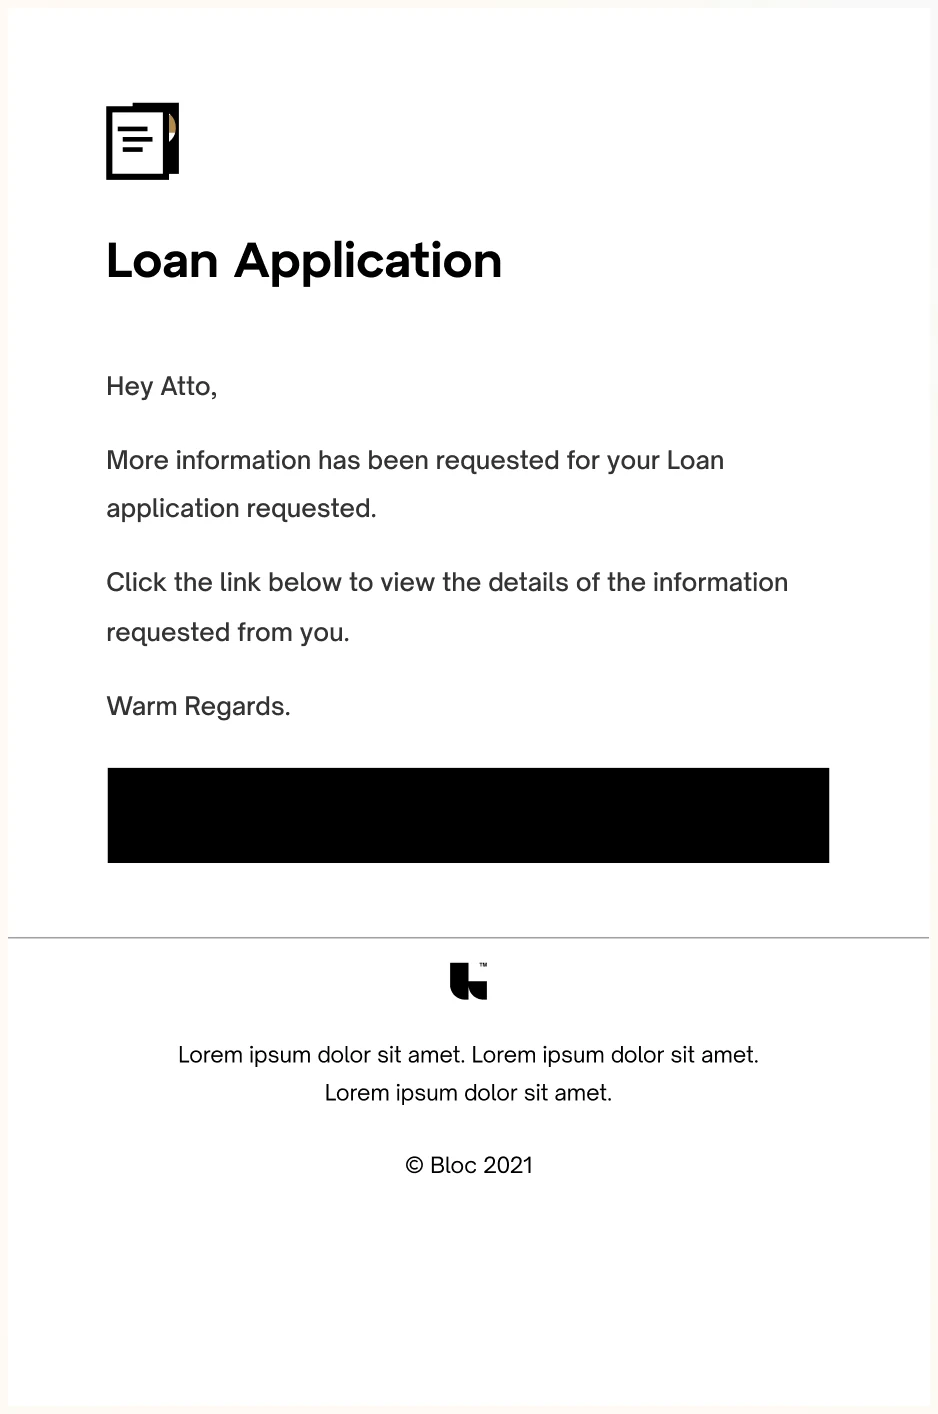 Loan Application
Hey Atto,
More information has been requested for your Loan
application requested.
Click the link below to view the details of the information
requested from you.
Warm Regards.
™
Lorem ipsum dolor sit amet. Lorem ipsum dolor sit amet.
Lorem ipsum dolor sit amet.
© Bloc 2021